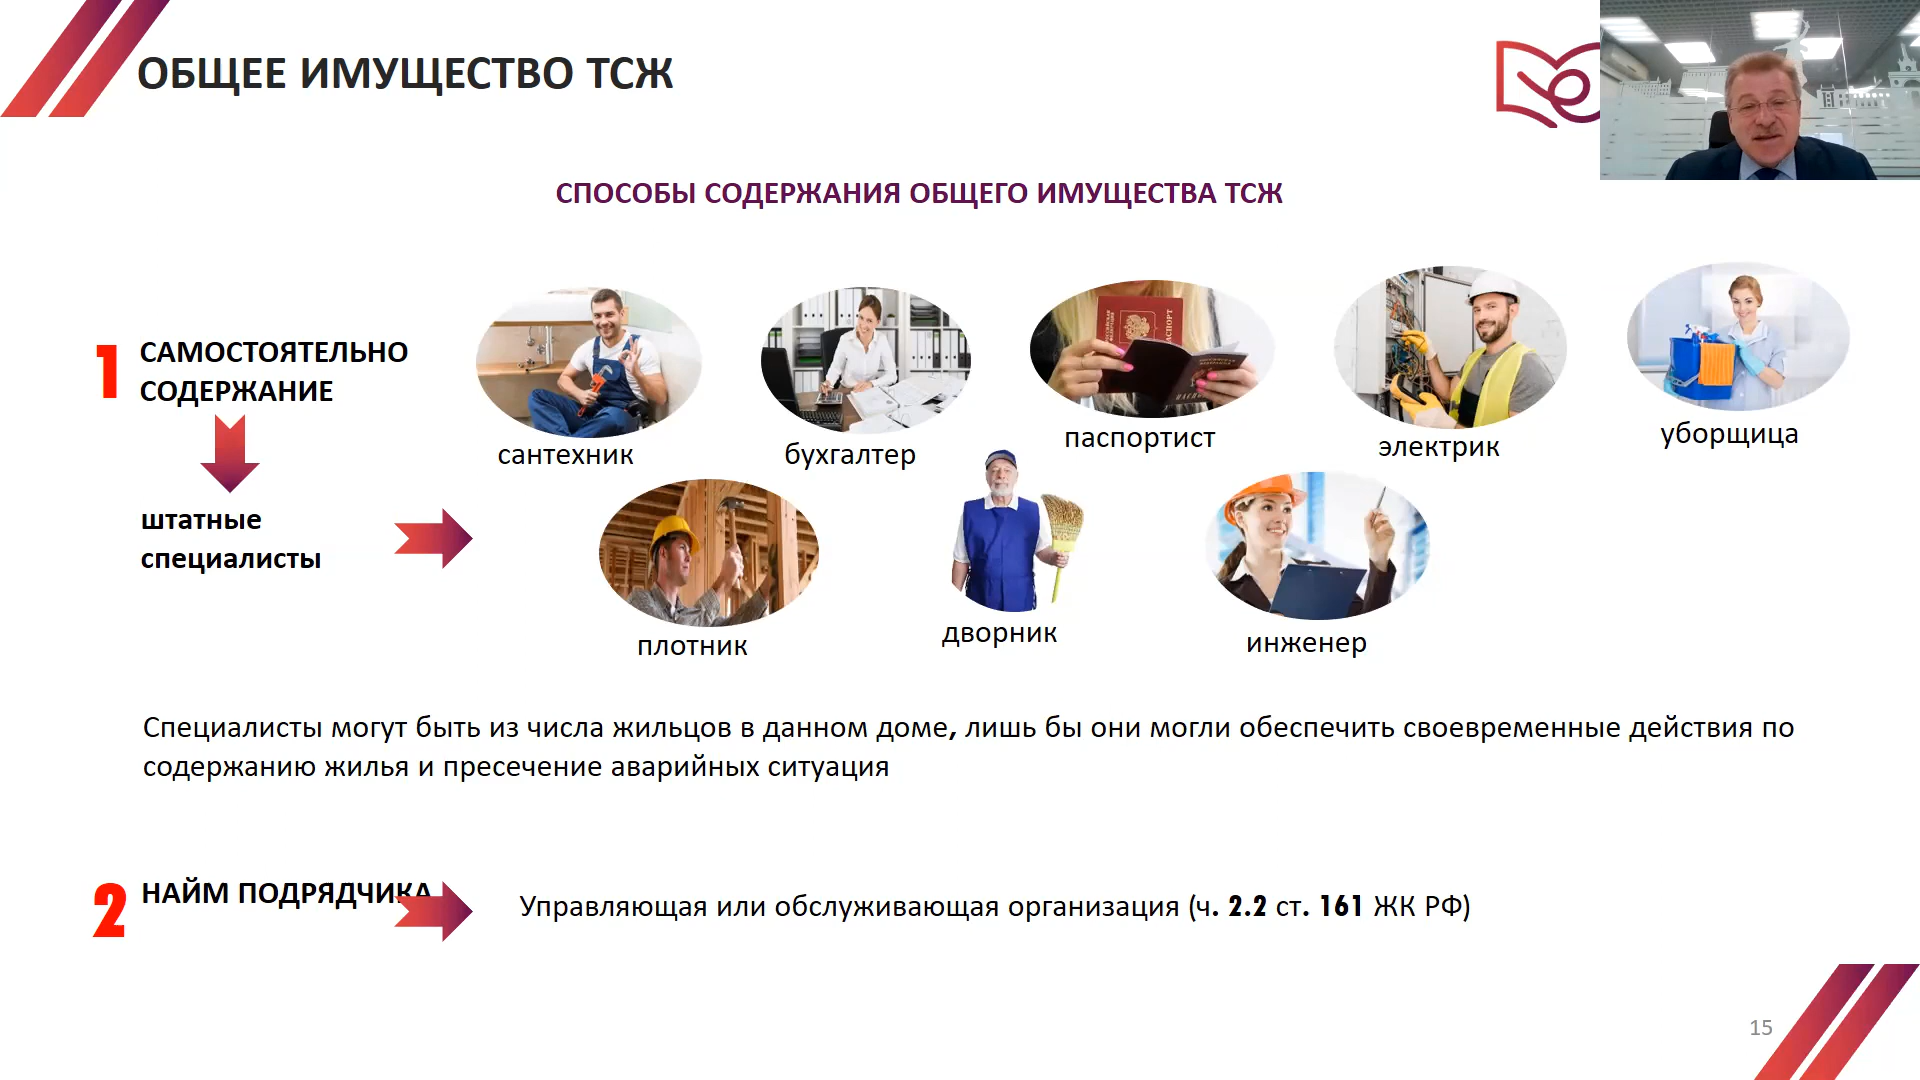 ОБЩЕЕ ИМУЩЕСТВО ТСЖ
СПОСОБЫ СОДЕРЖАНИЯ ОБЩЕГО ИМУЩЕСТВА ТСЖ
1
САМОСТОЯТЕЛЬНО
СОДЕРЖАНИЕ
штатные
специалисты
сантехник
бухгалтер
ПАСПОРТ
паспортист
электрик
уборщица
плотник
дворник
инженер
Специалисты могут быть из числа жильцов в данном доме, лишь бы они могли обеспечить своевременные действия по
содержанию жилья и пресечение аварийных ситуация
2
НАЙМ ПОДРЯДЧИКА
Управляющая или обслуживающая организация (ч. 2.2 ст. 161 ЖК РФ)
15